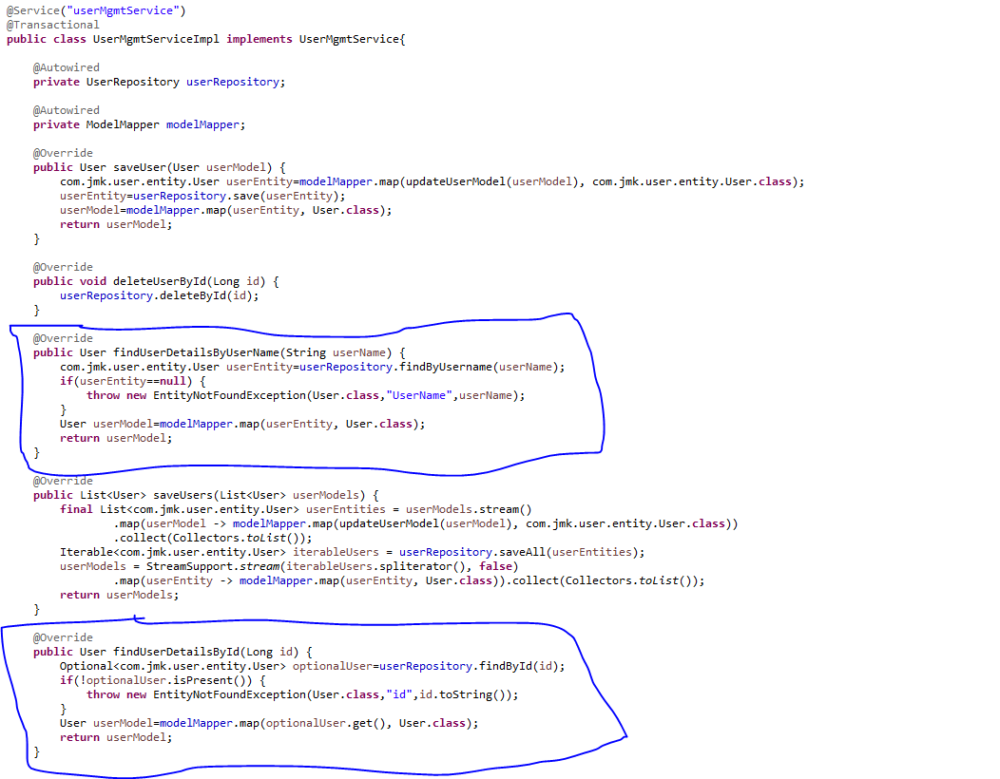 @Service("userMgmtService")
@Transactional
public class UserMgmtServiceImpl implements UserMgmtService{
@Autowired
private UserRepository userRepository;
@Autowired
private ModelMapper modelMapper;
@Override
public User saveUser(User userModel) {
com.jmk.user.entity.User userEntity=modelMapper.map(updateUserModel(userModel), com.jmk.user.entity.User.class);
userEntity=userRepository.save(userEntity);
userModel=modelMapper.map(userEntity, User.class);
return userModel;
}
@Override
public void deleteUserById(Long id) {
userRepository.deleteById(id);
}
@Override
public User findUserDetailsByUserName(String userName) {
com.jmk.user.entity.User userEntity=userRepository.findByUsername(userName);
if(userEntity==null) {
throw new EntityNotFoundException(User.class,"UserName",userName);
}
User userModel=modelMapper.map(userEntity, User.class);
return userModel;
}
@Override
public List<User> saveUsers(List<User> userModels) {
final List<com.jmk.user.entity.User> userEntities = userModels.stream()
.map(userModel -> modelMapper.map(updateUserModel(userModel), com.jmk.user.entity.User.class))
.collect(Collectors.toList());
Iterable<com.jmk.user.entity.User> iterableUsers = userRepository.saveAll(userEntities);
userModels = StreamSupport.stream(iterableUsers.spliterator(), false)
.map(userEntity -> modelMapper.map(userEntity, User.class)).collect(Collectors.toList());
return userModels;
}
@Override
public User findUserDetailsById(Long id) {
Optional<com.jmk.user.entity.User> optionalUser=userRepository.findById(id);
if(!optionalUser.isPresent()) {
throw new EntityNotFoundException(User.class,"id",id.toString());
}
User userModel=modelMapper.map(optionalUser.get(), User.class);
return userModel;
}